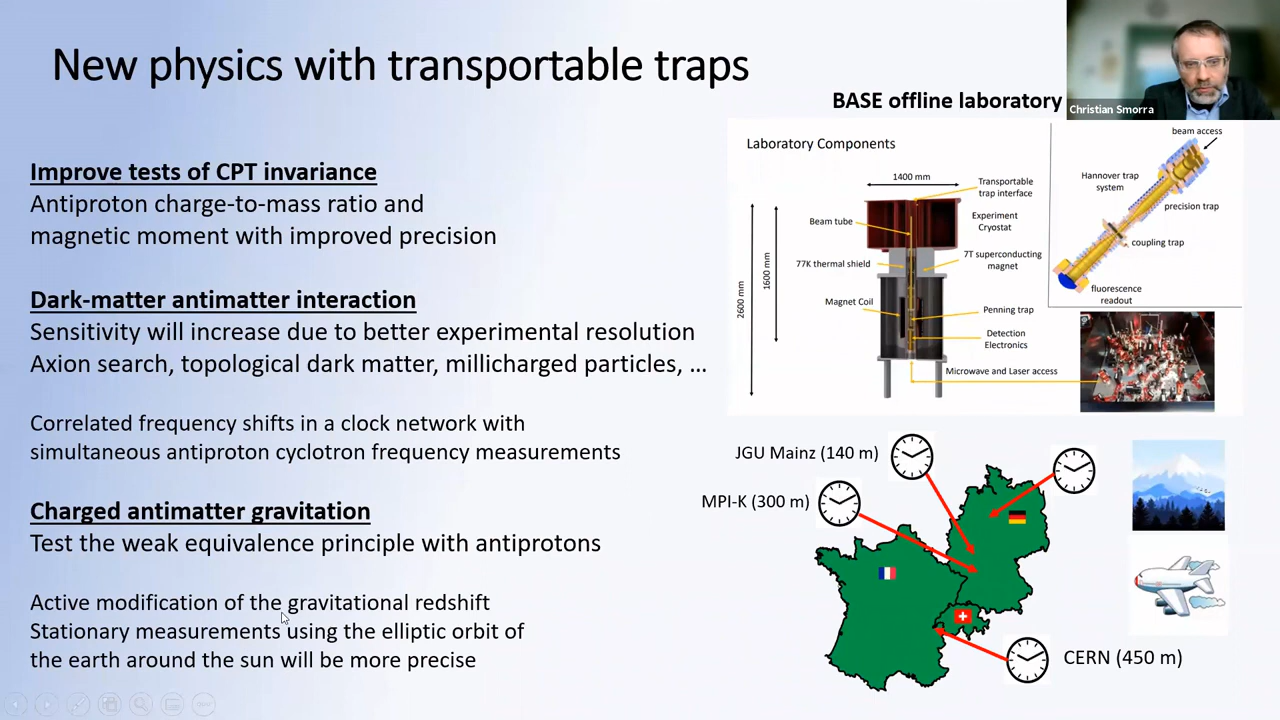 New physics with transportable traps
BASE offline laboratory
Christian Smorra
Improve tests of CPT invariance
Antiproton charge-to-mass ratio and
magnetic moment with improved precision
Dark-matter antimatter interaction
Sensitivity will increase due to better experimental resolution
Axion search, topological dark matter, millicharged particles, ...
Correlated frequency shifts in a clock network with
simultaneous antiproton cyclotron frequency measurements
Charged antimatter gravitation
Test the weak equivalence principle with antiprotons
Active modification of the gravitational redshift
Stationary measurements using the elliptic orbit of
the earth around the sun will be more precise
Laboratory Components
1400 mm
Transportable
trap interface
Beam tube
Experiment
Cryostat
77K thermal shield
7T superconducting
magnet
1600 mm
2600 mm
Magnet Coil
Penning trap
Detection
Electronics
Microwave and Laser access
beam access
Hannover trap
system
precision trap
coupling trap
fluorescence
readout
JGU Mainz (140 m)
MPI-K (300 m)
CERN (450 m)